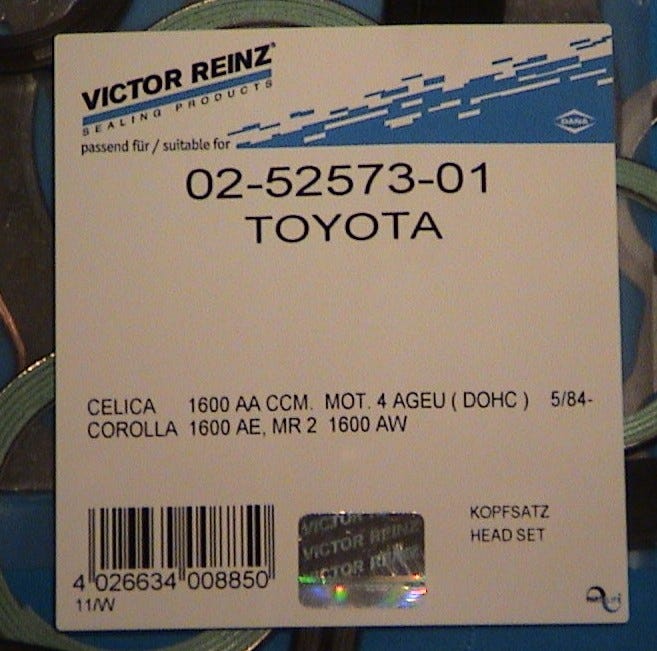 VICTOR REINZ®
SEALING PRODUCTS
passend für / suitable for
DANA
02-52573-01
TOYOTA
CELICA 1600 AA CCM. MOT. 4 AGEU ( DOHC ) 5/84-
COROLLA 1600 AE, MR 2 1600 AW
KOPFSATZ
HEAD SET
VICTOR REINZ
VICTOR REINZ
VICTOR REINZ
4 026634 008850
11/W